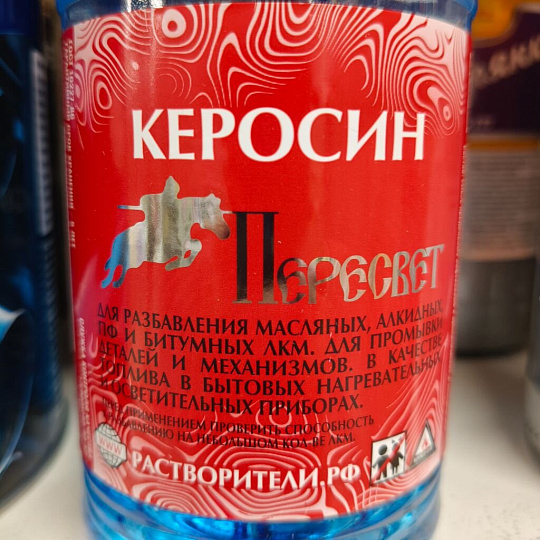 КЕРОСИН
ПЕРЕСВЕТ
ДЛЯ РАЗБАВЛЕНИЯ МАСЛЯНЫХ, АЛКИДНЫХ,
ПФ И БИТУМНЫХ ЛКМ. ДЛЯ ПРОМЫВКИ
ДЕТАЛЕЙ И МЕХАНИЗМОВ. В КАЧЕСТВЕ
ТОПЛИВА В БЫТОВЫХ НАГРЕВАТЕЛЬНЫХ
И ОСВЕТИТЕЛЬНЫХ ПРИБОРАХ.
ПРИМЕНЕНИЕМ ПРОВЕРИТЬ СПОСОБНОСТЬ
НА НЕБОЛЬШОМ КОЛ-ВЕ ЛКМ.
WWW
РАСТВОРИТЕЛИ.РФ